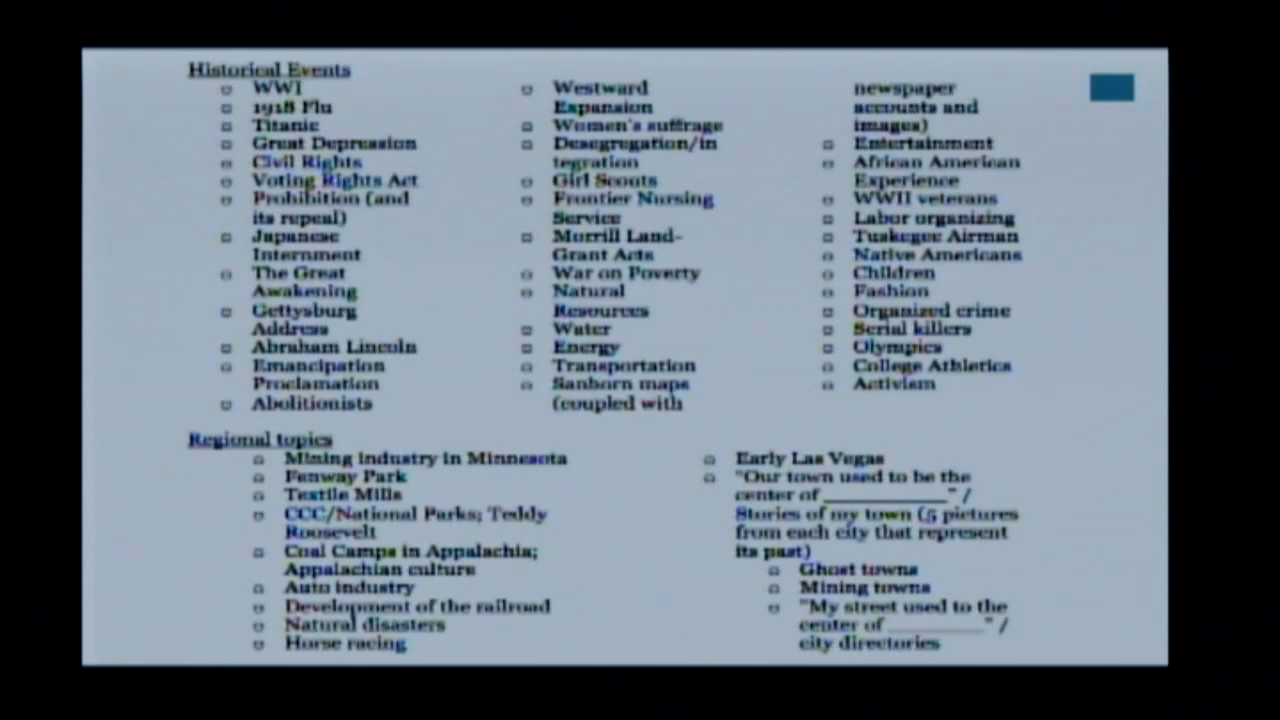 Historical Events
WWI
1918 Flu
Titanic
Great Depression
Civil Rights
Voting Rights Act
Prohibition (and
its repeal)
Japanese
Internment
The Great
Awakening
Gettysburg
Address
Abraham Lincoln
Emancipation
Proclamation
Abolitionists
Westward
Expansion
Women's suffrage
Desegregation/in
tegration
Girl Scouts
Frontier Nursing
Service
Morrill Land-
Grant Acts
War on Poverty
Natural
Resources
Water
Energy
Transportation
Sanborn maps
(coupled with
newspaper
accounts and
images)
Entertainment
African American
Experience
WWII veterans
Labor organizing
Tuskegee Airman
Native Americans
Children
Fashion
Organized crime
Serial killers
Olympics
College Athletics
Activism
Regional topics
Mining industry in Minnesota
Fenway Park
Textile Mills
CCC/National Parks; Teddy
Roosevelt
Coal Camps in Appalachia;
Appalachian culture
Auto industry
Development of the railroad
Natural disasters
Horse racing
Early Las Vegas
"Our town used to be the
center of ____________" /
Stories of my town (5 pictures
from each city that represent
its past)
Ghost towns
Mining towns
"My street used to the
center of __________" /
city directories